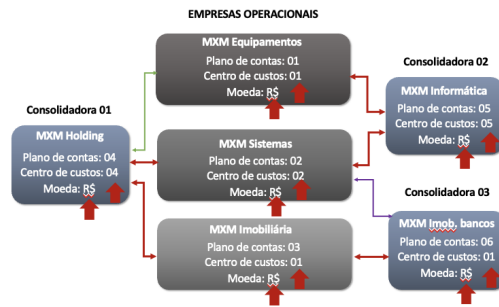 EMPRESAS OPERACIONAIS
MXM Equipamentos
Plano de contas: 01
Centro de custos: 01
Moeda: R$
Consolidadora 02
MXM Informática
Plano de contas: 05
Centro de custos: 05
Moeda: R$
Consolidadora 01
MXM Holding
Plano de contas: 04
Centro de custos: 04
Moeda: R$
MXM Sistemas
Plano de contas: 02
Centro de custos: 02
Moeda: R$
Consolidadora 03
MXM Imob. bancos
Plano de contas: 06
Centro de custos: 01
Moeda: R$
MXM Imobiliária
Plano de contas: 03
Centro de custos: 01
Moeda: R$